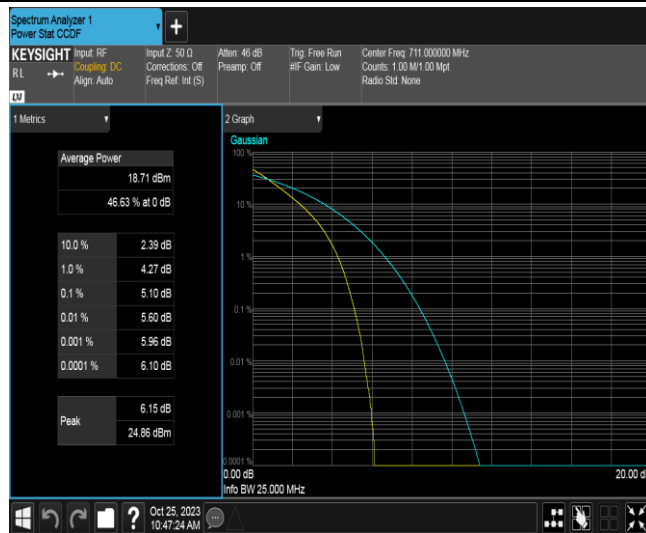 Spectrum Analyzer 1
Power Stat CCDF
+
KEYSIGHT
RL
Input: RF
Coupling: DC
Align: Auto
Input Z: 50 Ω
Corrections: Off
Freq Ref: Int (S)
Atten: 46 dB
Preamp: Off
Trig: Free Run
#IF Gain: Low
Center Freq: 711.000000 MHz
Counts: 1.00 M/1.00 Mpt
Radio Std: None
1 Metrics
Average Power
18.71 dBm
46.63 % at 0 dB
10.0 % 2.39 dB
1.0 % 4.27 dB
0.1 % 5.10 dB
0.01 % 5.60 dB
0.001 % 5.96 dB
0.0001 % 6.10 dB
Peak
6.15 dB
24.86 dBm
2 Graph
Gaussian
100 %
10 %
1 %
0.1 %
0.01 %
0.001 %
0.0001 %
0.00 dB
20.00 d
Info BW 25.000 MHz
?
Oct 25, 2023
10:47:24 AM